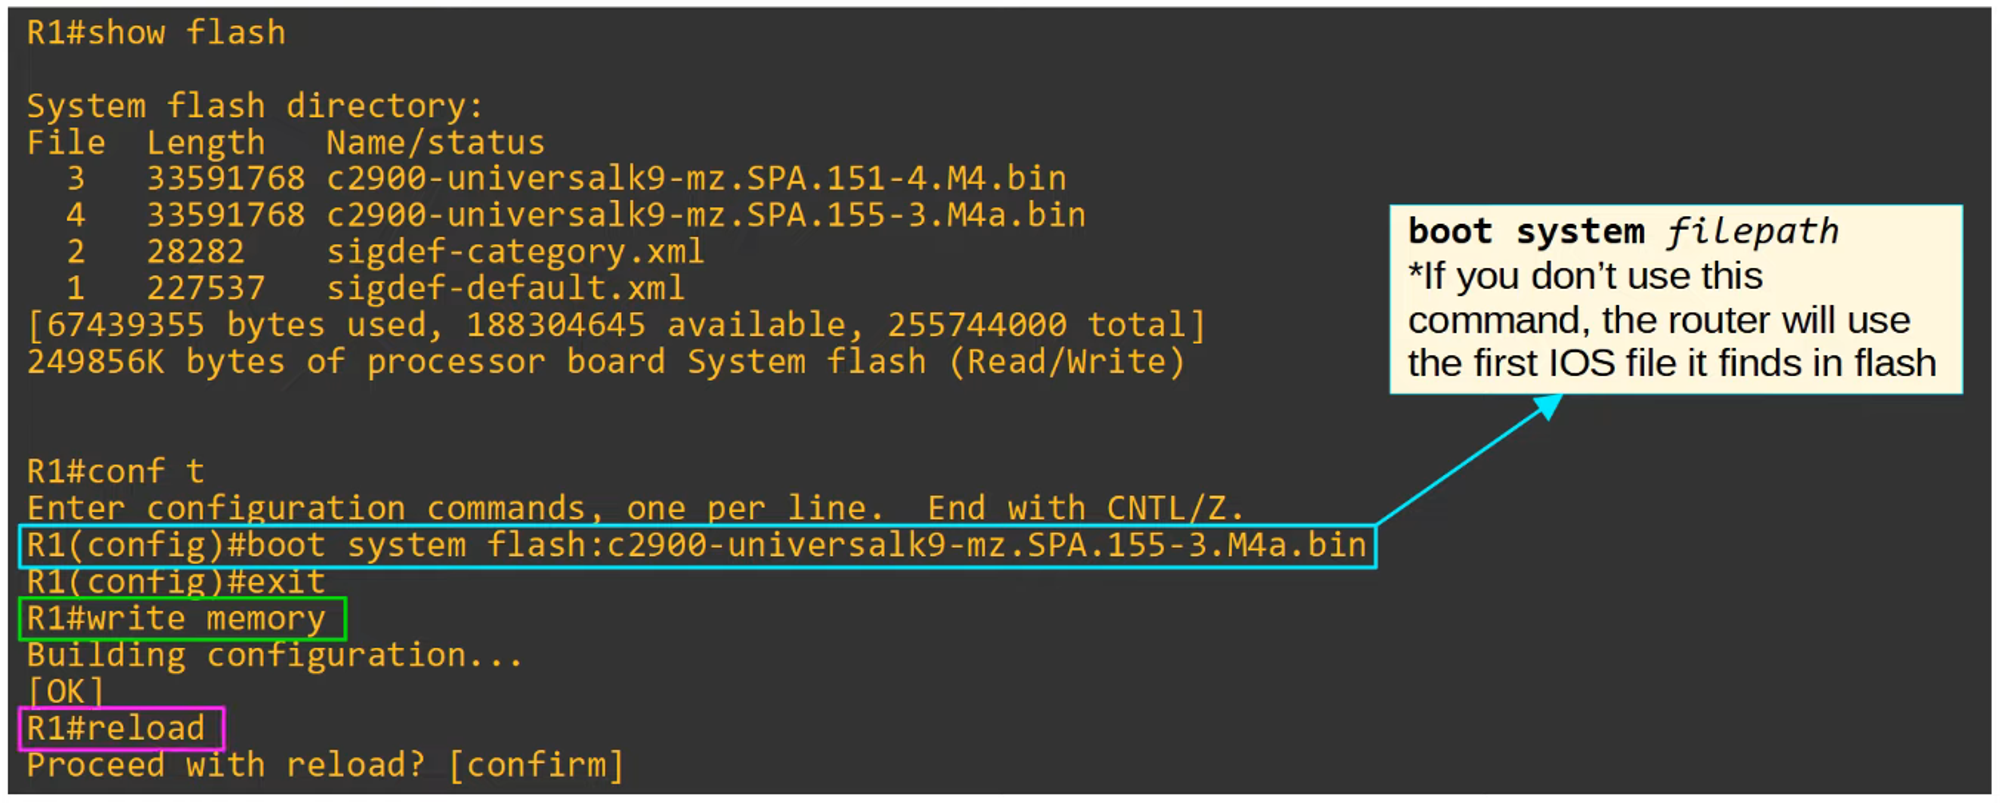 R1#show flash
System flash directory:
File  Length   Name/status
  3   33591768 c2900-universalk9-mz.SPA.151-4.M4.bin
  4   33591768 c2900-universalk9-mz.SPA.155-3.M4a.bin
  2   28282    sigdef-category.xml
  1   227537   sigdef-default.xml
[67439355 bytes used, 188304645 available, 255744000 total]
249856K bytes of processor board System flash (Read/Write)
boot system filepath
*If you don’t use this
command, the router will use
the first IOS file it finds in flash
R1#conf t
Enter configuration commands, one per line.  End with CNTL/Z.
R1(config)#boot system flash:c2900-universalk9-mz.SPA.155-3.M4a.bin
R1(config)#exit
R1#write memory
Building configuration...
[OK]
R1#reload
Proceed with reload? [confirm]